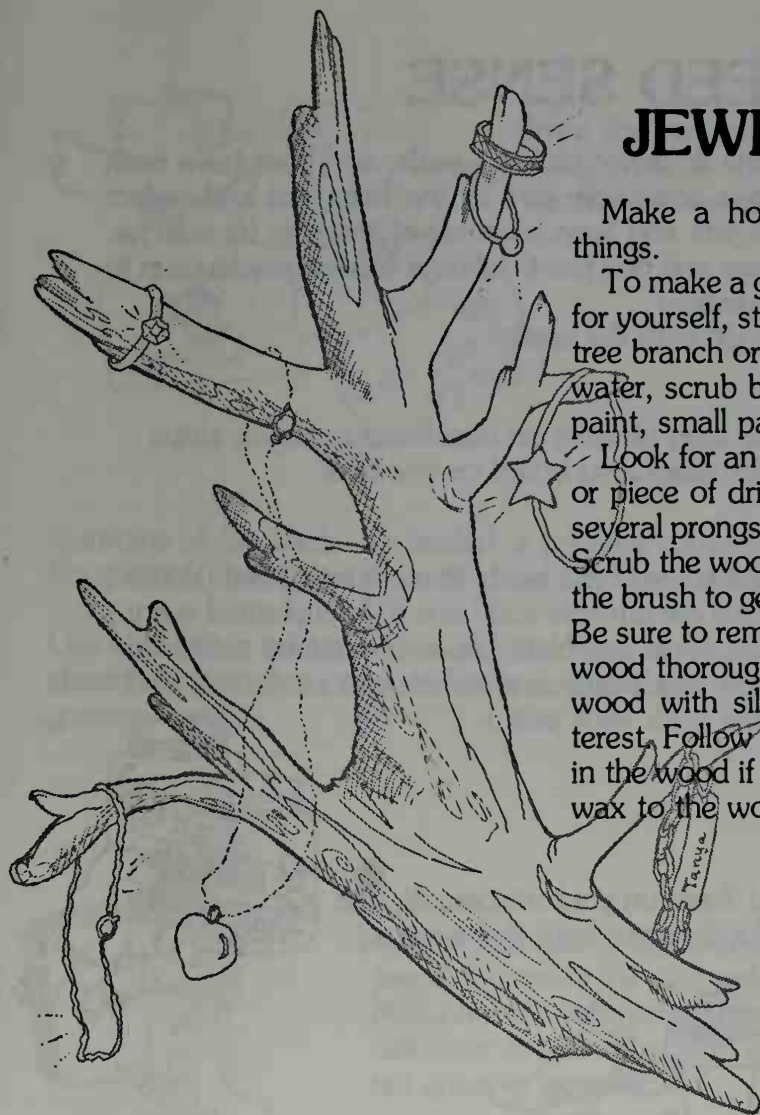 JEWE
Make a ho
things.
To make a g
for yourself, st
tree branch or
water, scrub b
paint, small pa
Look for an
or piece of dri
several prongs
Scrub the wood
the brush to ge
Be sure to rem
wood thoroug
wood with sil
terest. Follow
in the wood if
wax to the wo
Tanya